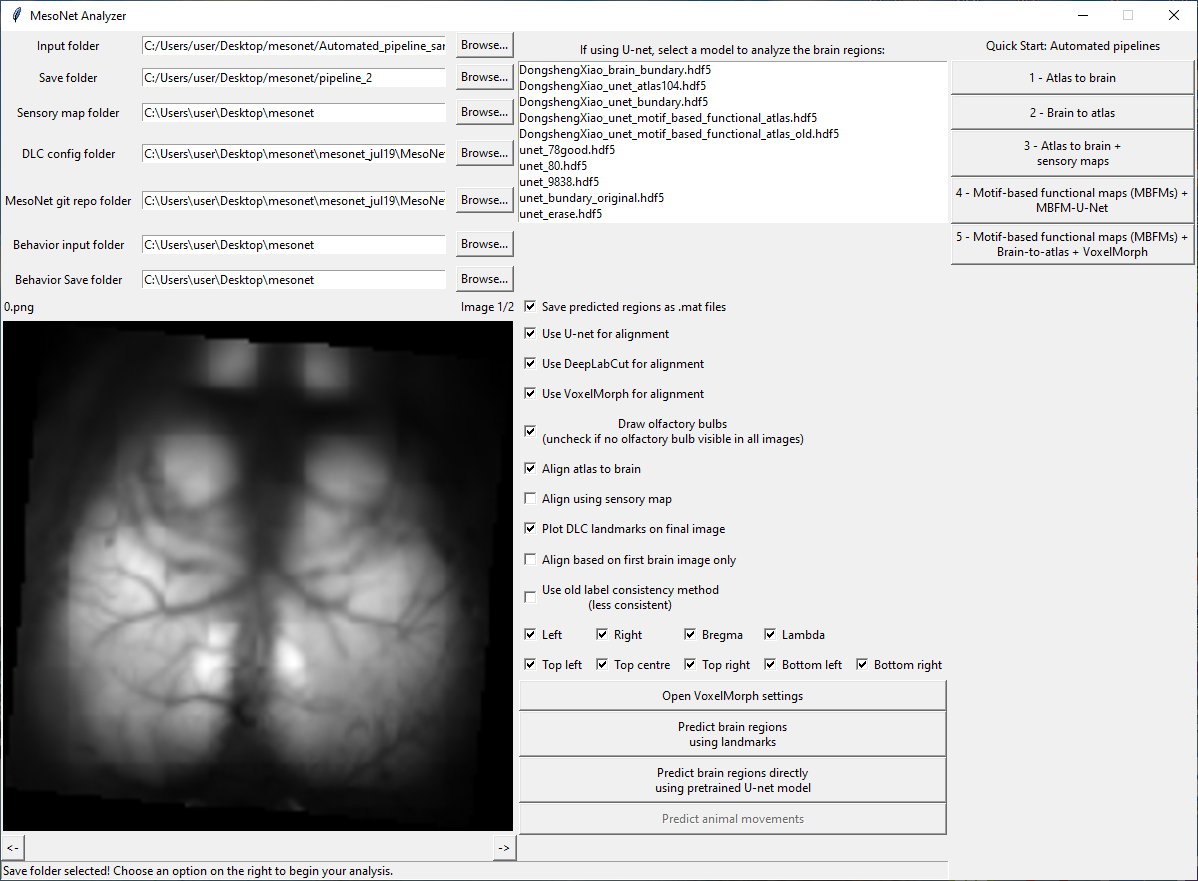 MesoNet Analyzer
Input folder
C:/Users/user/Desktop/mesonet/Automated_pipeline_sar
Browse...
Save folder
C:/Users/user/Desktop/mesonet/pipeline_2
Browse...
Sensory map folder
C:\Users\user\Desktop\mesonet
Browse...
DLC config folder
C:\Users\user\Desktop\mesonet\mesonet_jul19\MesoNet
Browse...
MesoNet git repo folder
C:\Users\user\Desktop\mesonet\mesonet_jul19\MesoNet
Browse...
Behavior input folder
C:\Users\user\Desktop\mesonet
Browse...
Behavior Save folder
C:\Users\user\Desktop\mesonet
Browse...
If using U-net, select a model to analyze the brain regions:
DongshengXiao_brain_bundary.hdf5
DongshengXiao_unet_atlas104.hdf5
DongshengXiao_unet_bundary.hdf5
DongshengXiao_unet_motif_based_functional_atlas.hdf5
DongshengXiao_unet_motif_based_functional_atlas_old.hdf5
unet_78good.hdf5
unet_80.hdf5
unet_9838.hdf5
unet_bundary_original.hdf5
unet_erase.hdf5
Quick Start: Automated pipelines
1 - Atlas to brain
2 - Brain to atlas
3 - Atlas to brain +
sensory maps
4 - Motif-based functional maps (MBFMs) +
MBFM-U-Net
5 - Motif-based functional maps (MBFMs) +
Brain-to-atlas + VoxelMorph
0.png
Image 1/2
Save predicted regions as .mat files
Use U-net for alignment
Use DeepLabCut for alignment
Use VoxelMorph for alignment
Draw olfactory bulbs
(uncheck if no olfactory bulb visible in all images)
Align atlas to brain
Align using sensory map
Plot DLC landmarks on final image
Align based on first brain image only
Use old label consistency method
(less consistent)
Left
Right
Bregma
Lambda
Top left
Top centre
Top right
Bottom left
Bottom right
Open VoxelMorph settings
Predict brain regions
using landmarks
Predict brain regions directly
using pretrained U-net model
Predict animal movements
<-
->
Save folder selected! Choose an option on the right to begin your analysis.